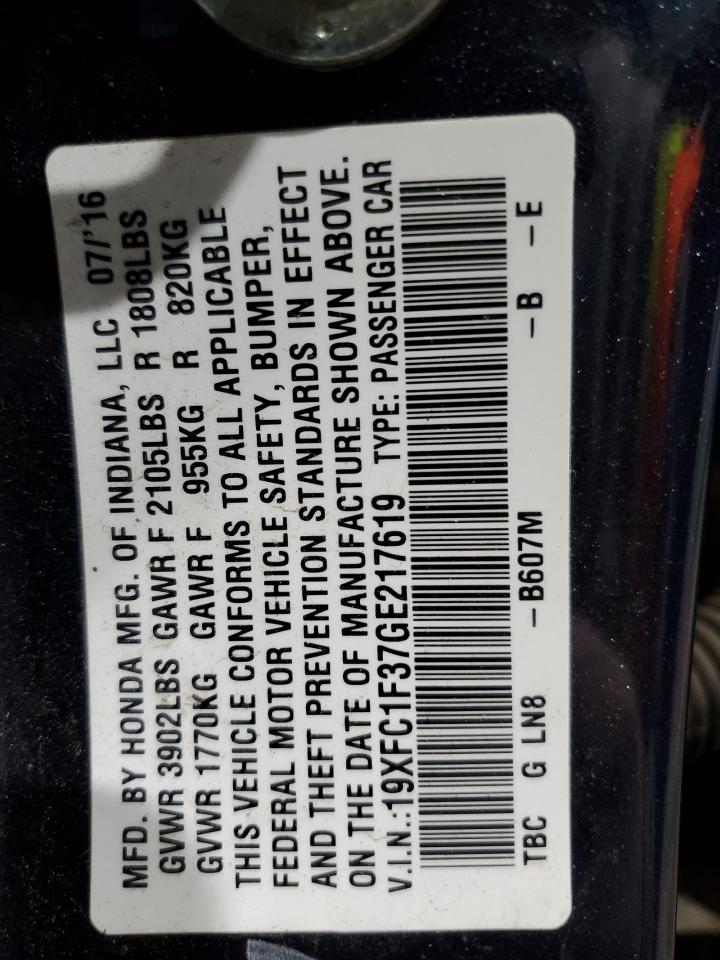 MFD. BY HONDA MFG. OF INDIANA, LLC 07/'16
GVWR 3902LBS GAWR F 2105LBS R 1808LBS
GVWR 1770KG GAWR F 955KG R 820KG
THIS VEHICLE CONFORMS TO ALL APPLICABLE
FEDERAL MOTOR VEHICLE SAFETY, BUMPER,
AND THEFT PREVENTION STANDARDS IN EFFECT
ON THE DATE OF MANUFACTURE SHOWN ABOVE.
V.I.N.:19XFC1F37GE217619 TYPE: PASSENGER CAR
TBC G LN8 –B607M –B –E